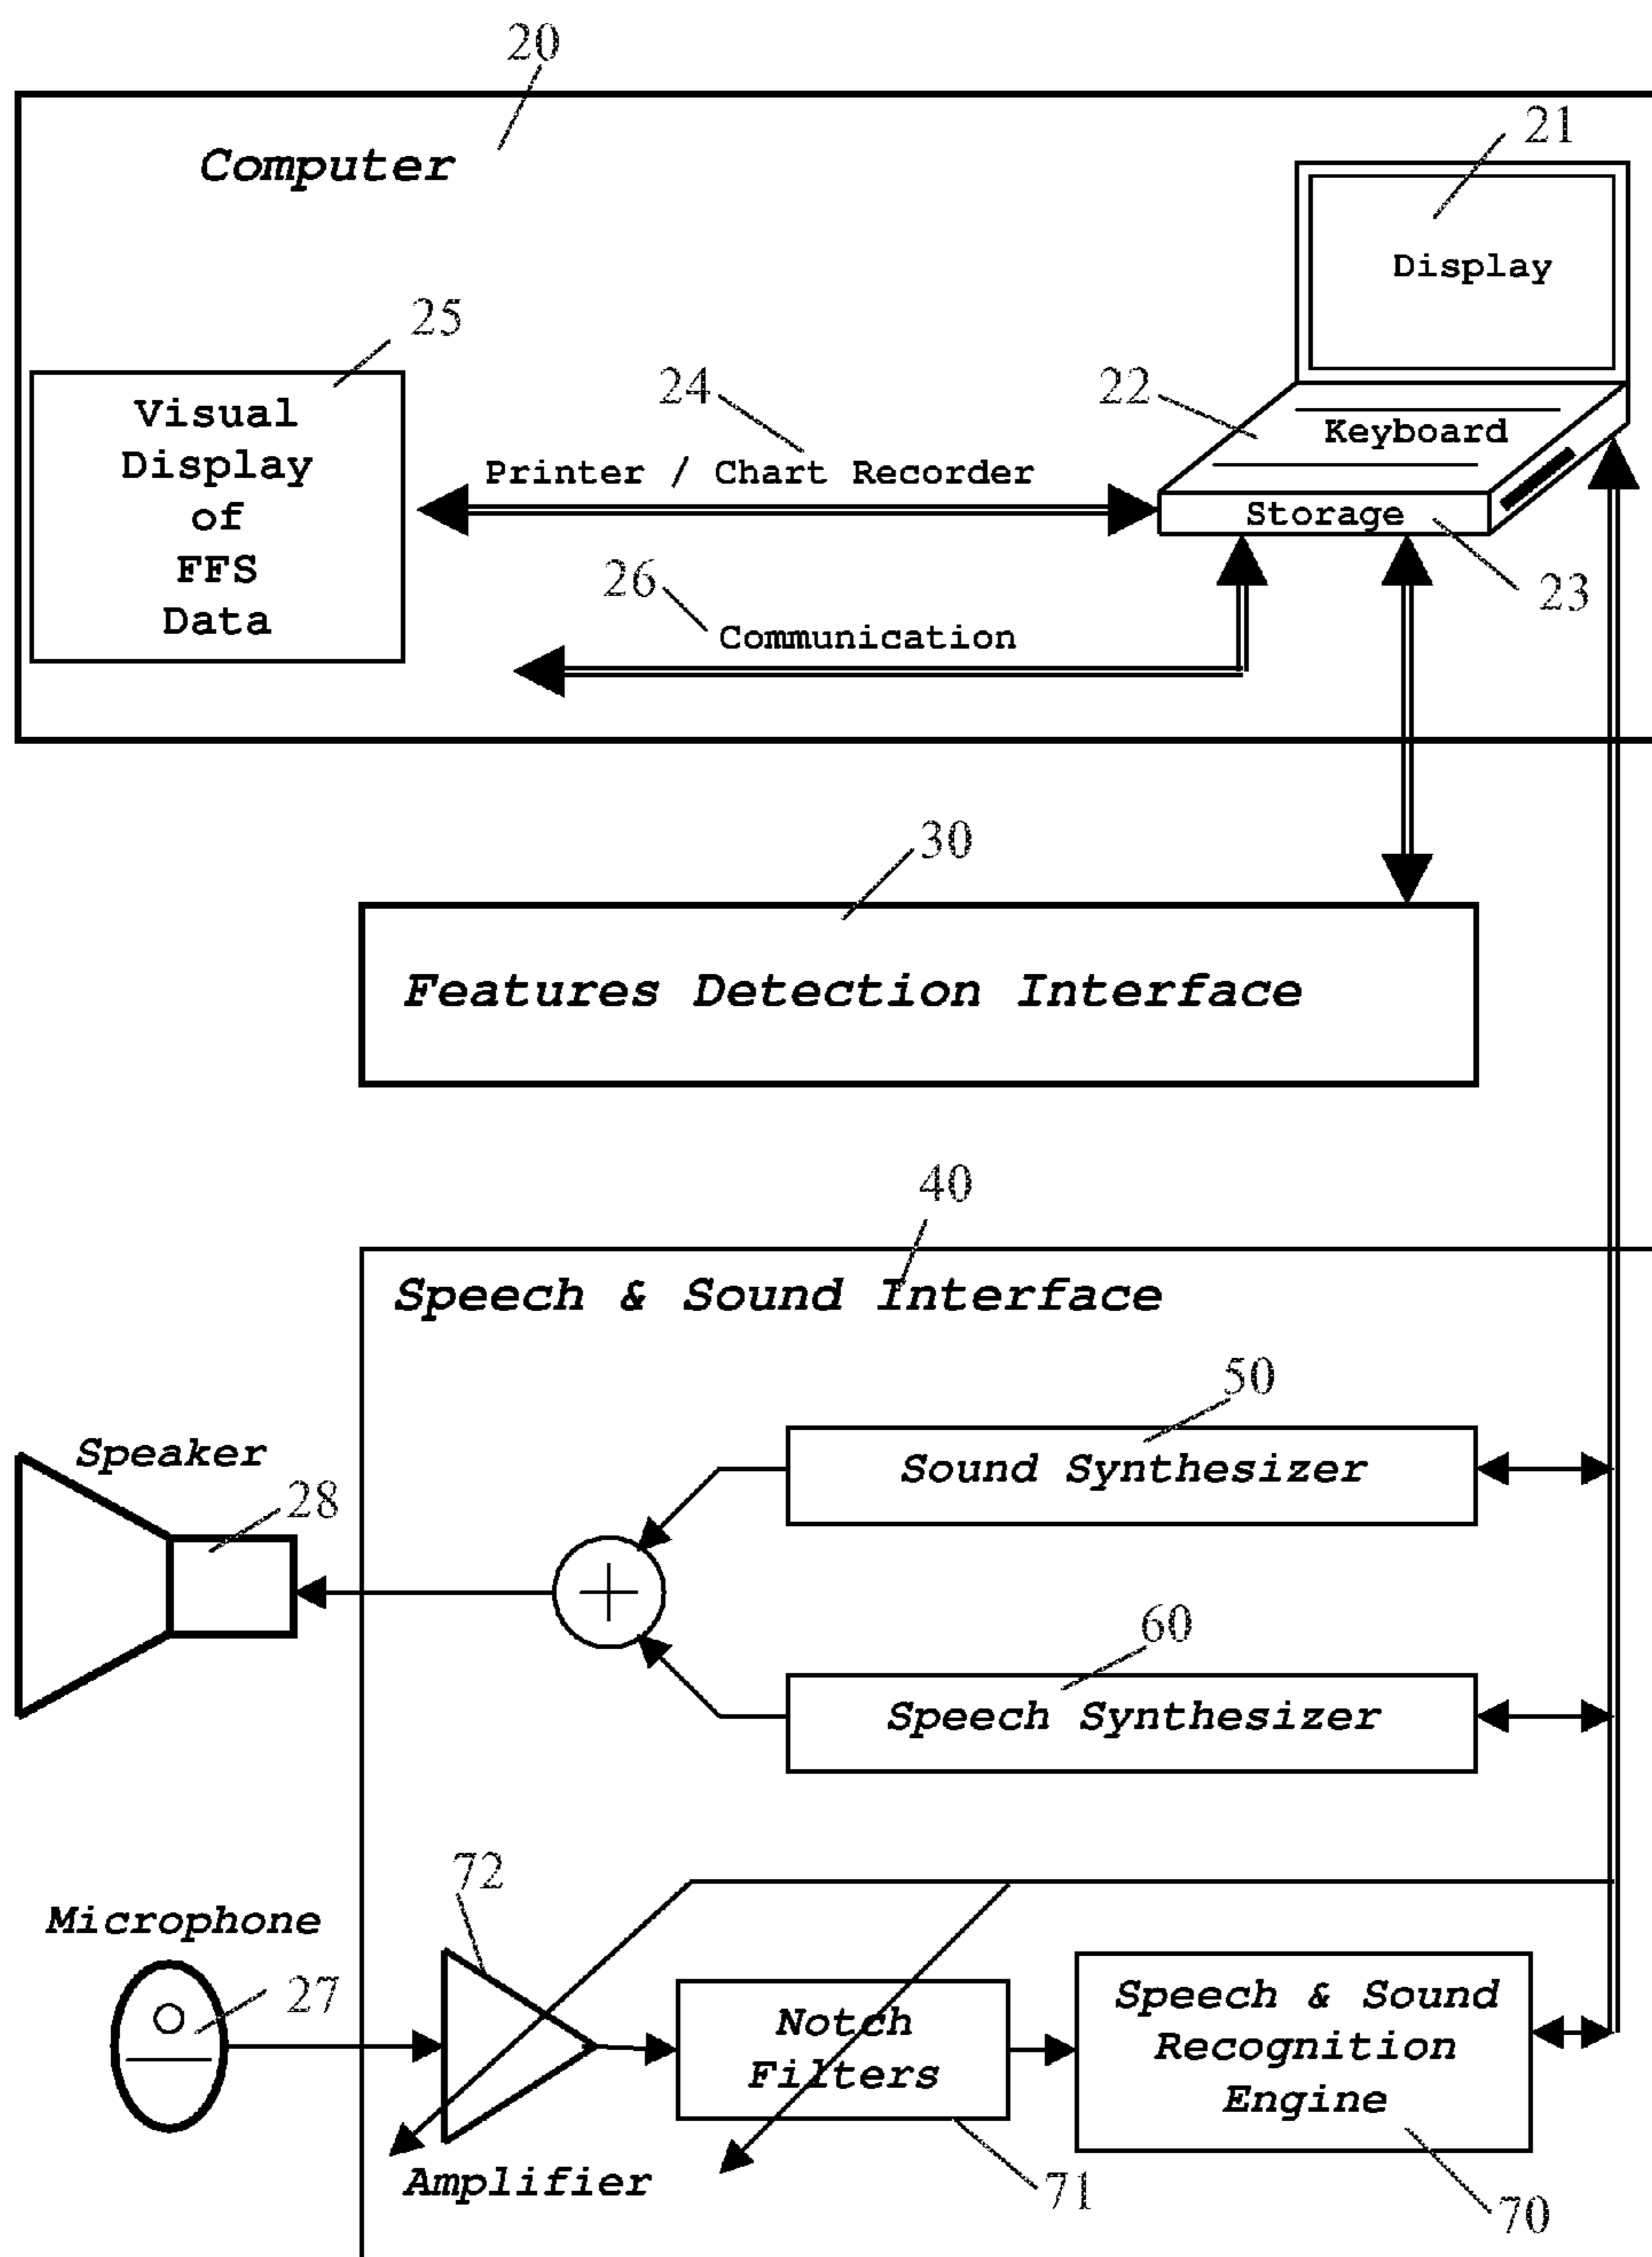 20
Computer
21
Display
25
Visual
Display
of
FFS
Data
24
Printer / Chart Recorder
22
Keyboard
Storage
23
26
Communication
30
Features Detection Interface
40
Speech & Sound Interface
50
Sound Synthesizer
Speaker
28
+
60
Speech Synthesizer
72
Microphone
27
Amplifier
Notch
Filters
71
Speech & Sound
Recognition
Engine
70